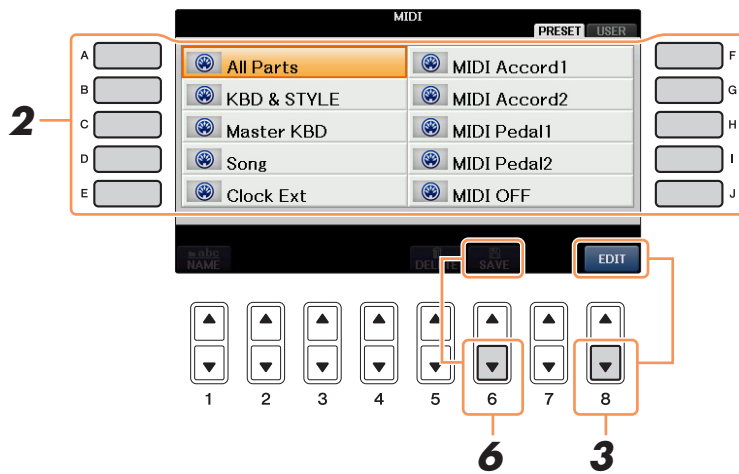 MIDI
PRESET USER
A All Parts MIDI Accord1 F
B KBD & STYLE MIDI Accord2 G
2 C Master KBD MIDI Pedal1 H
D Song MIDI Pedal2 I
E Clock Ext MIDI OFF J
abc
NAME DELETE SAVE EDIT
1 2 3 4 5 6 7 8
6 3